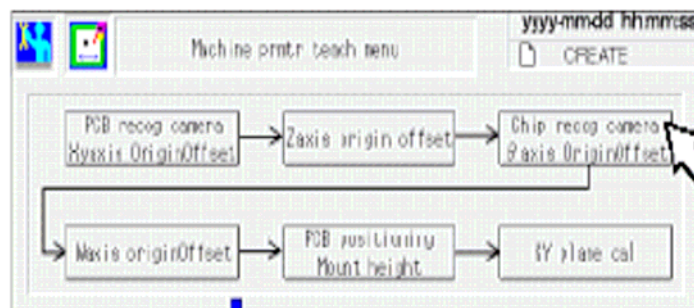 yyyy-mm-dd hh:mm:ss
Machine prmtr teach menu
CREATE
PCB recog camera
Xyaxis OriginOffset
Zaxis origin offset
Chip recog camera
θaxis OriginOffset
Waxis originOffset
PCB positioning
Mount height
XY plane cal